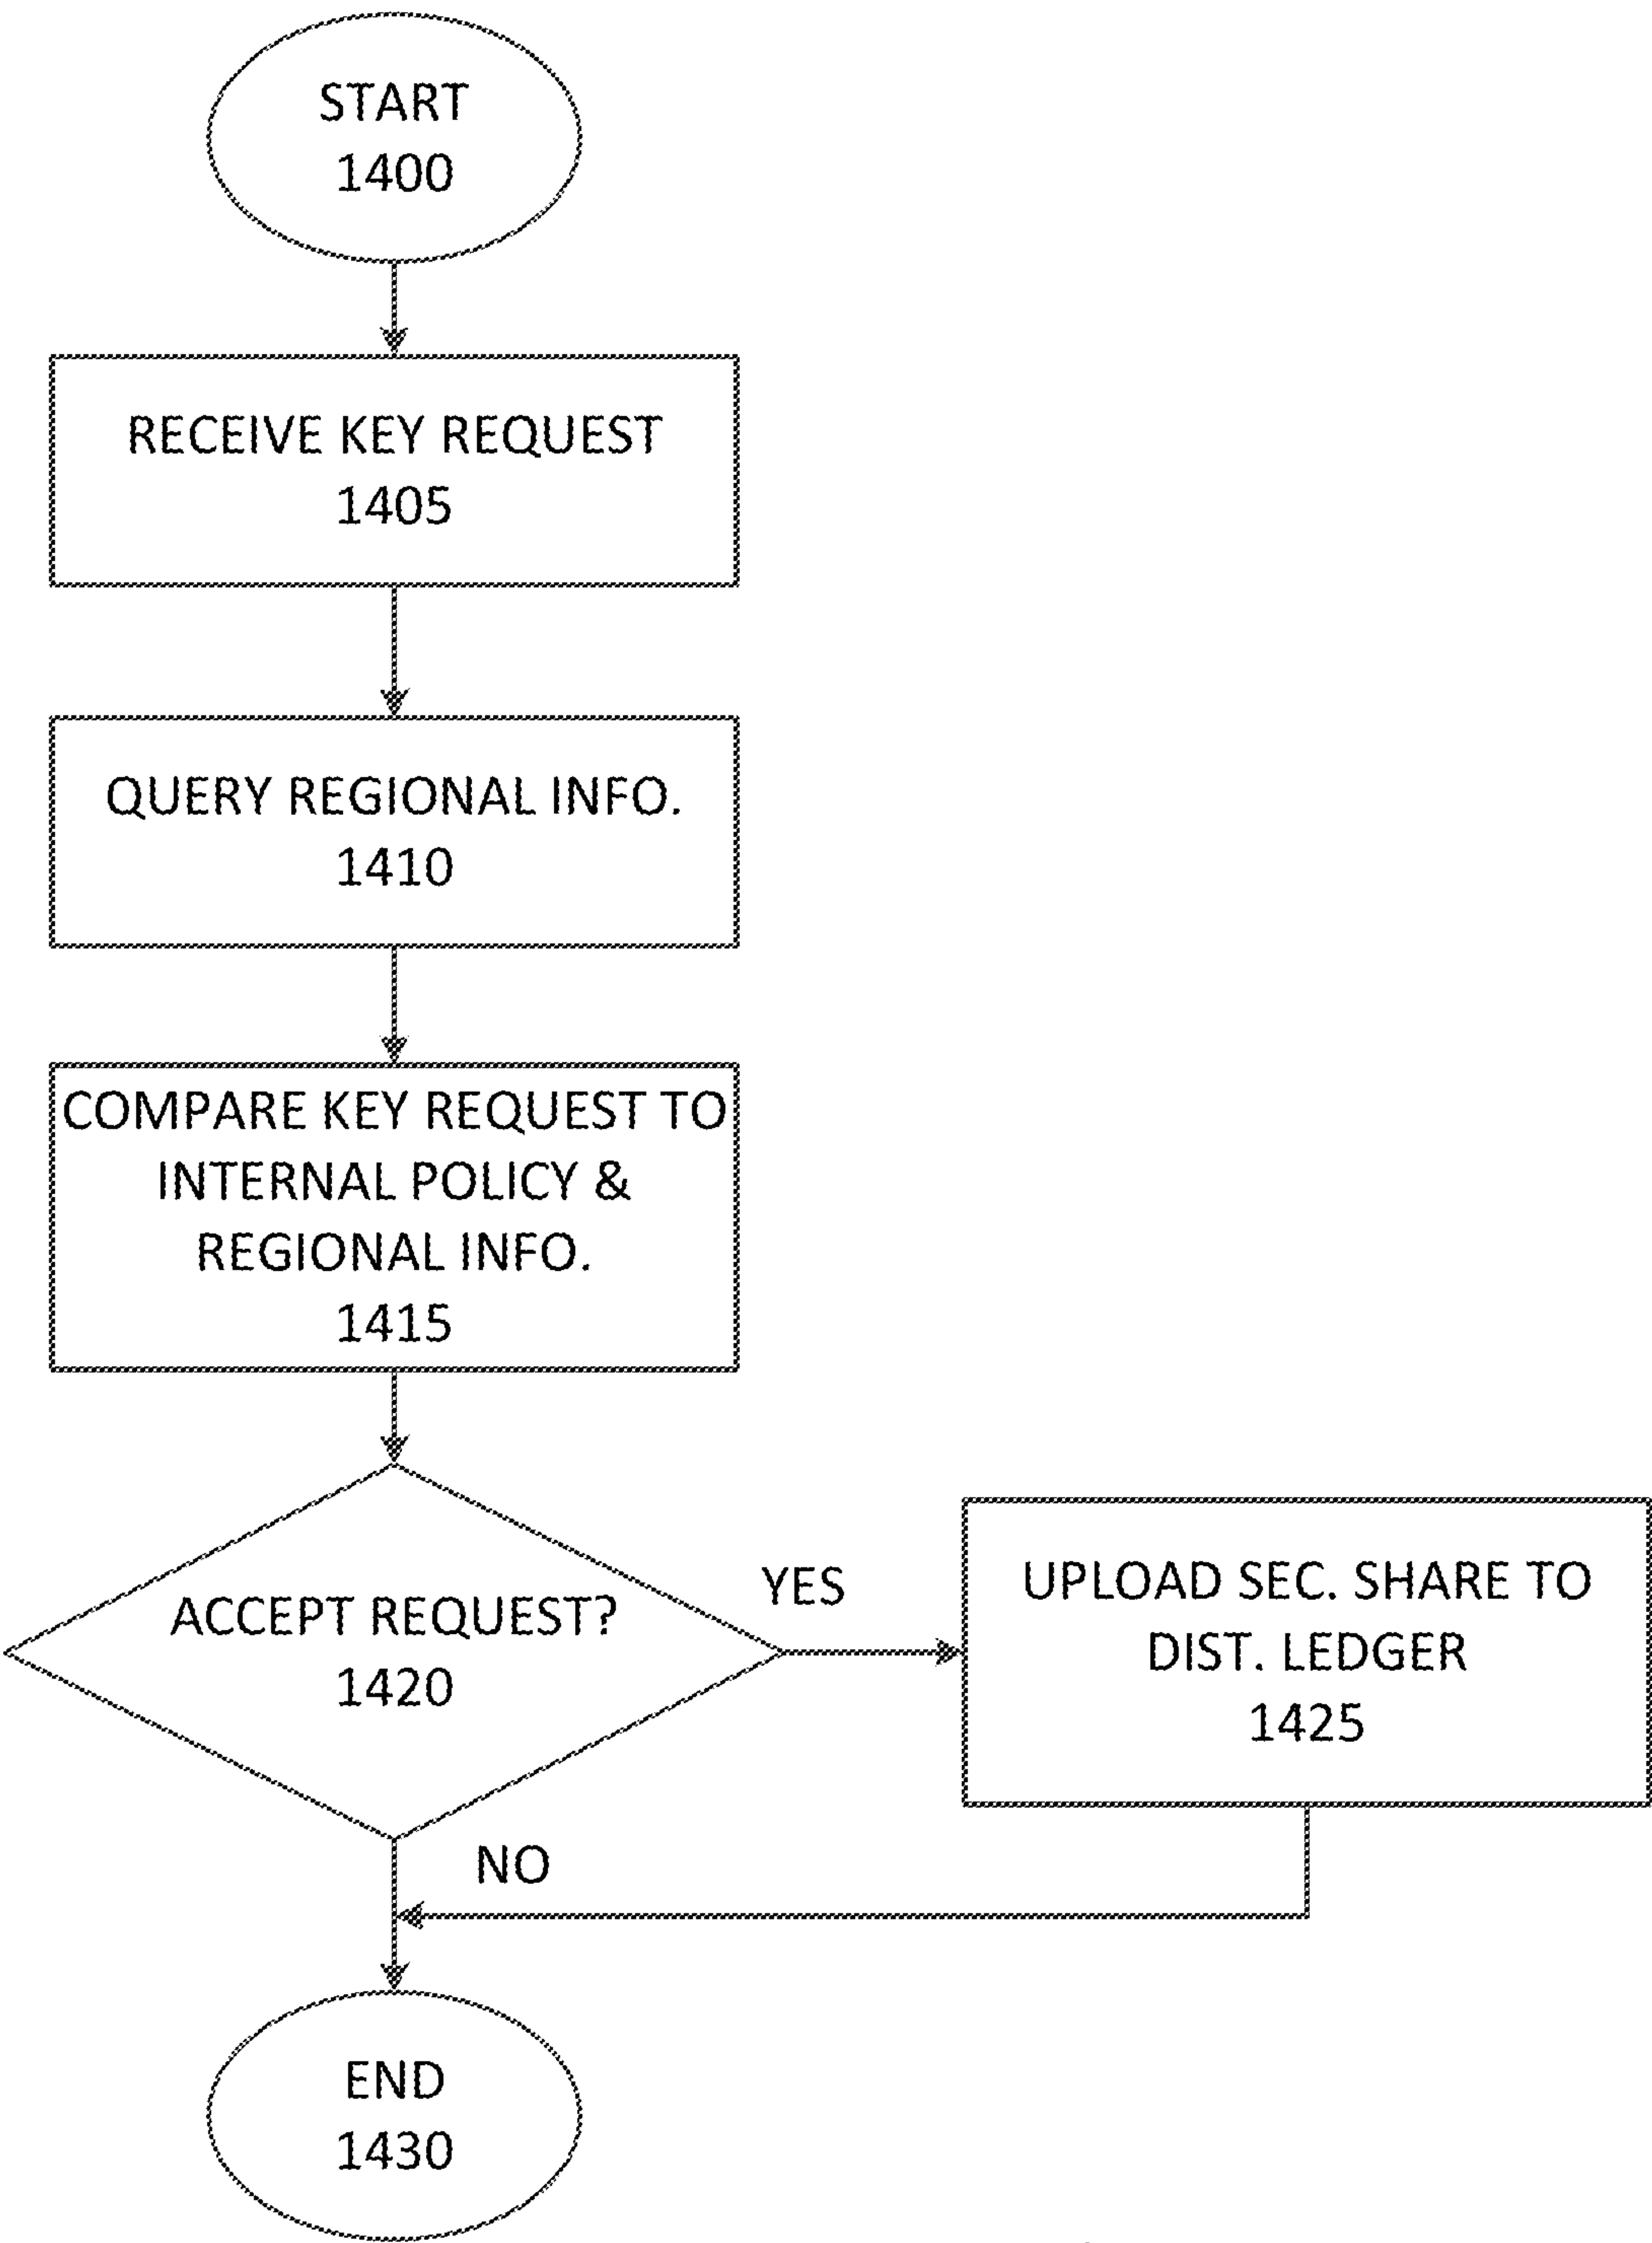 START
1400
RECEIVE KEY REQUEST
1405
QUERY REGIONAL INFO.
1410
COMPARE KEY REQUEST TO
INTERNAL POLICY &
REGIONAL INFO.
1415
ACCEPT REQUEST?
1420
YES
UPLOAD SEC. SHARE TO
DIST. LEDGER
1425
NO
END
1430